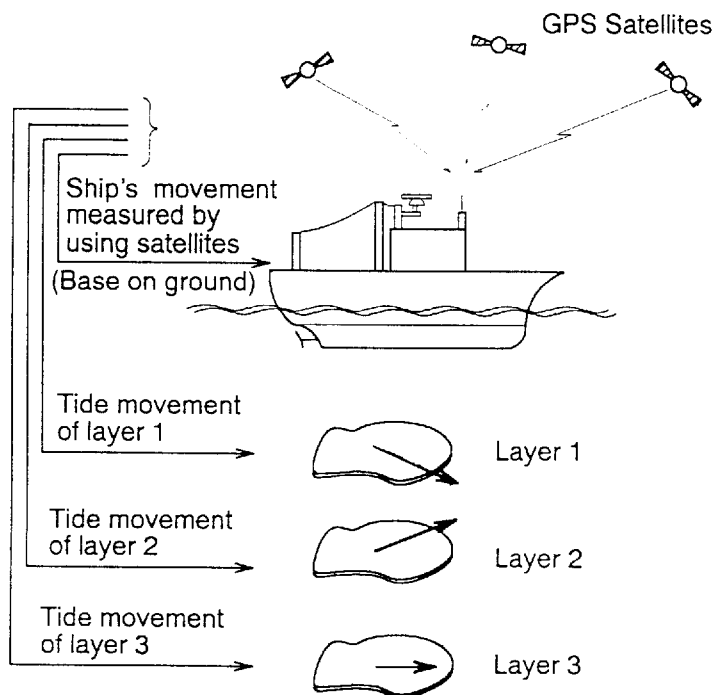 GPS Satellites
Ship's movement
measured by
using satellites
(Base on ground)
Tide movement
of layer 1
Layer 1
Tide movement
of layer 2
Layer 2
Tide movement
of layer 3
Layer 3